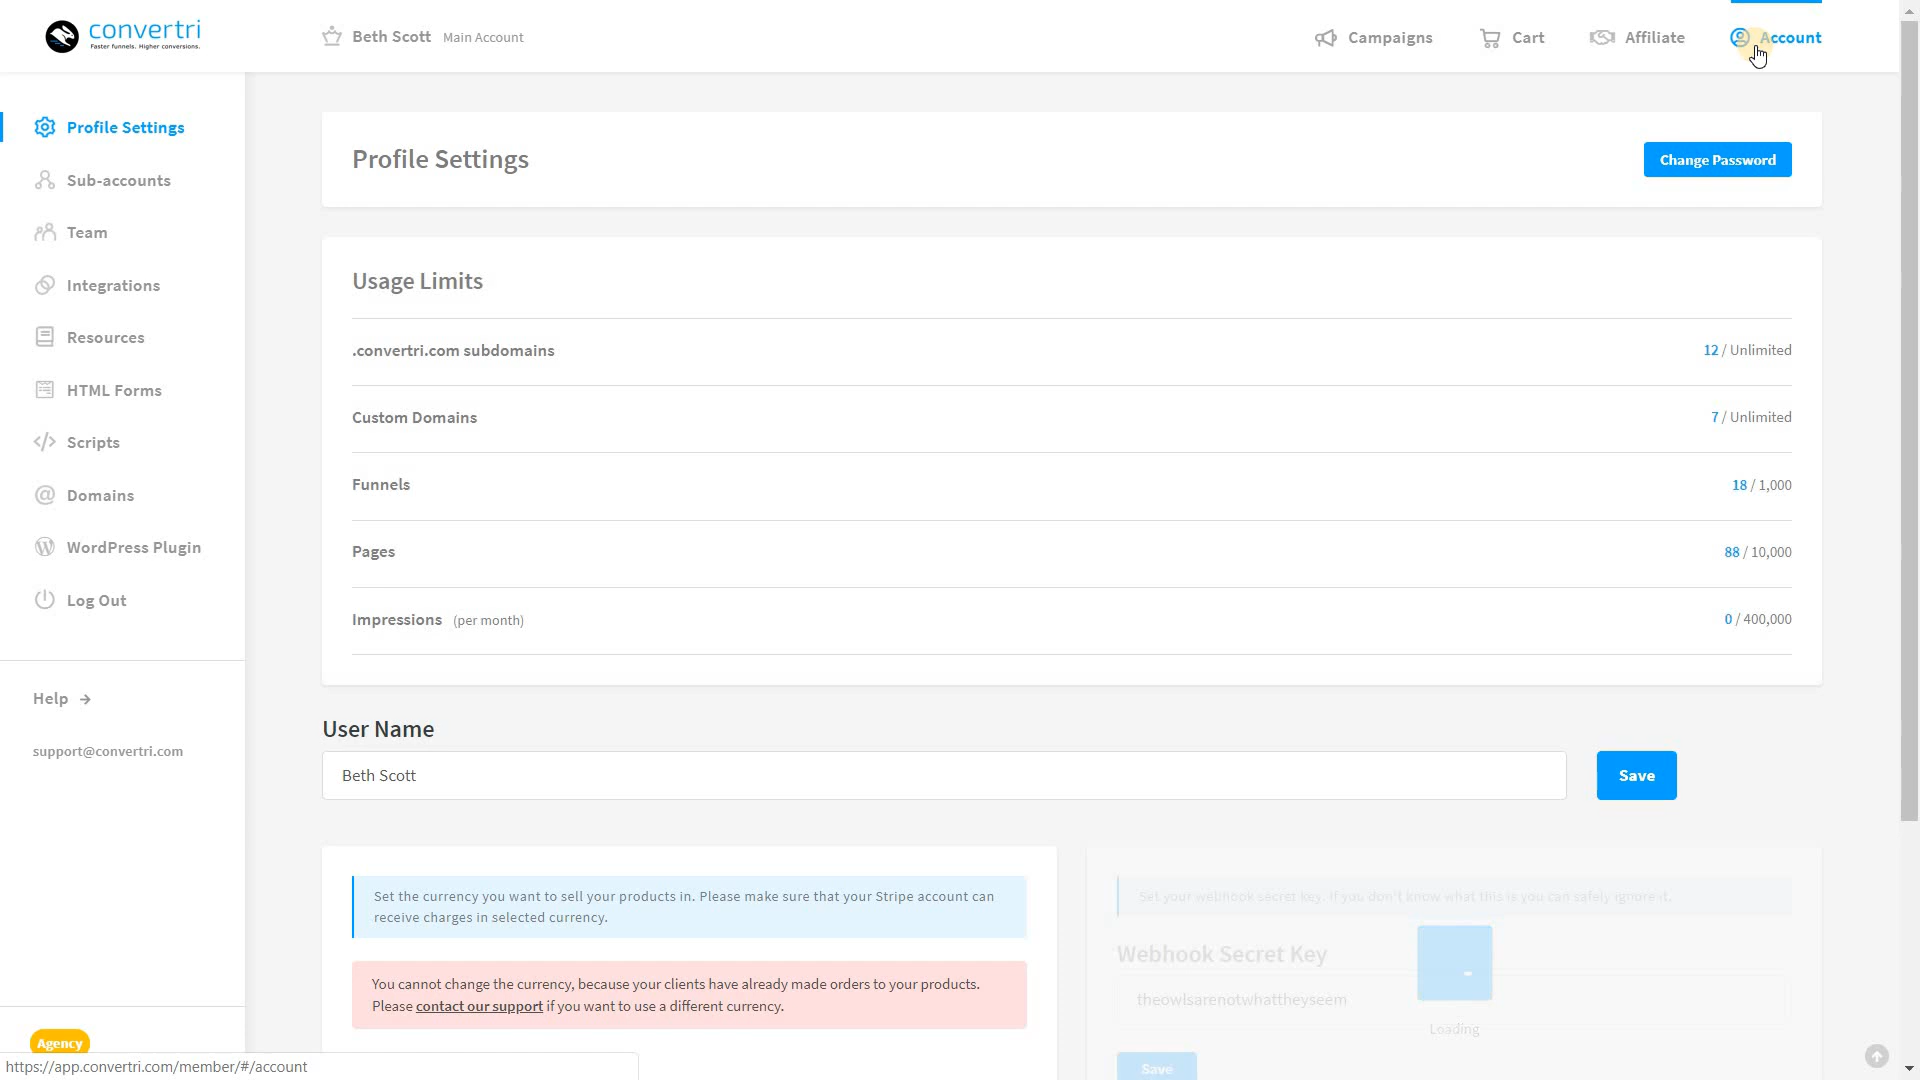 convertri
Faster funnels. Higher conversions.
Beth Scott Main Account
Campaigns
Cart
Affiliate
Account
Profile Settings
Sub-accounts
Team
Integrations
Resources
HTML Forms
Scripts
Domains
WordPress Plugin
Log Out
Help
support@convertri.com
Agency
https://app.convertri.com/member/#/account
Profile Settings
Change Password
Usage Limits
.convertri.com subdomains 12 / Unlimited
Custom Domains 7 / Unlimited
Funnels 18 / 1,000
Pages 88 / 10,000
Impressions (per month) 0 / 400,000
User Name
Beth Scott
Save
Set the currency you want to sell your products in. Please make sure that your Stripe account can
receive charges in selected currency.
You cannot change the currency, because your clients have already made orders to your products.
Please contact our support if you want to use a different currency.
Set your webhook secret key. If you don't know what this is you can safely ignore it.
Webhook Secret Key
theowlsarenotwhattheyseem
Loading
Save